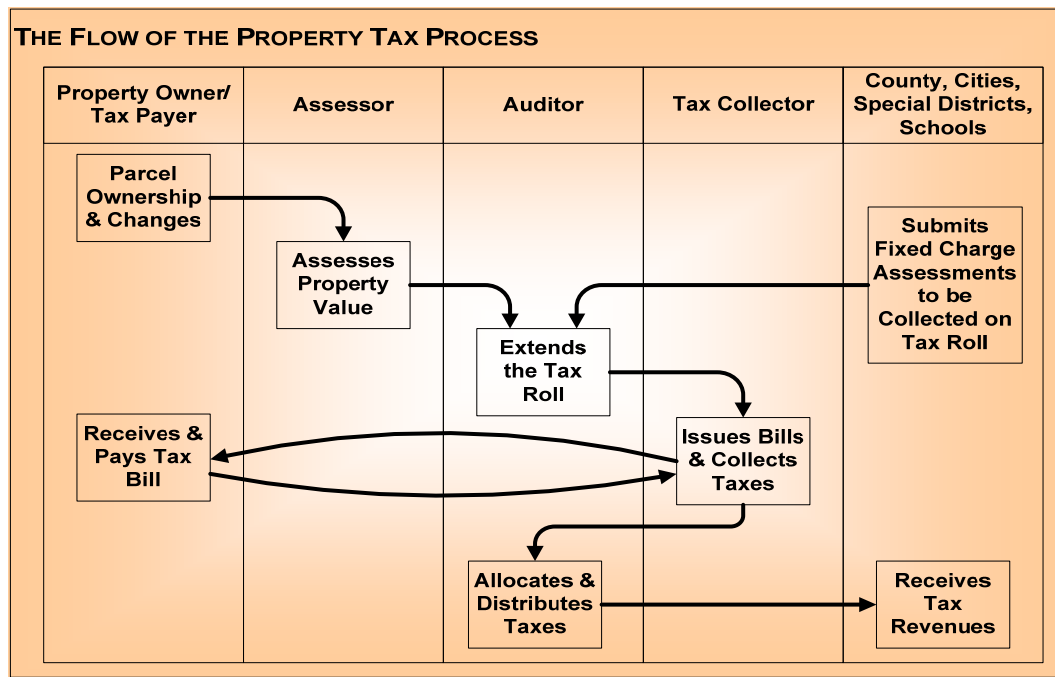 THE FLOW OF THE PROPERTY TAX PROCESS
Property Owner/
Tax Payer
Assessor
Auditor
Tax Collector
County, Cities,
Special Districts,
Schools
Parcel
Ownership
& Changes
Assesses
Property
Value
Submits
Fixed Charge
Assessments
to be
Collected on
Tax Roll
Extends
the Tax
Roll
Receives &
Pays Tax
Bill
Issues Bills
& Collects
Taxes
Allocates &
Distributes
Taxes
Receives
Tax
Revenues